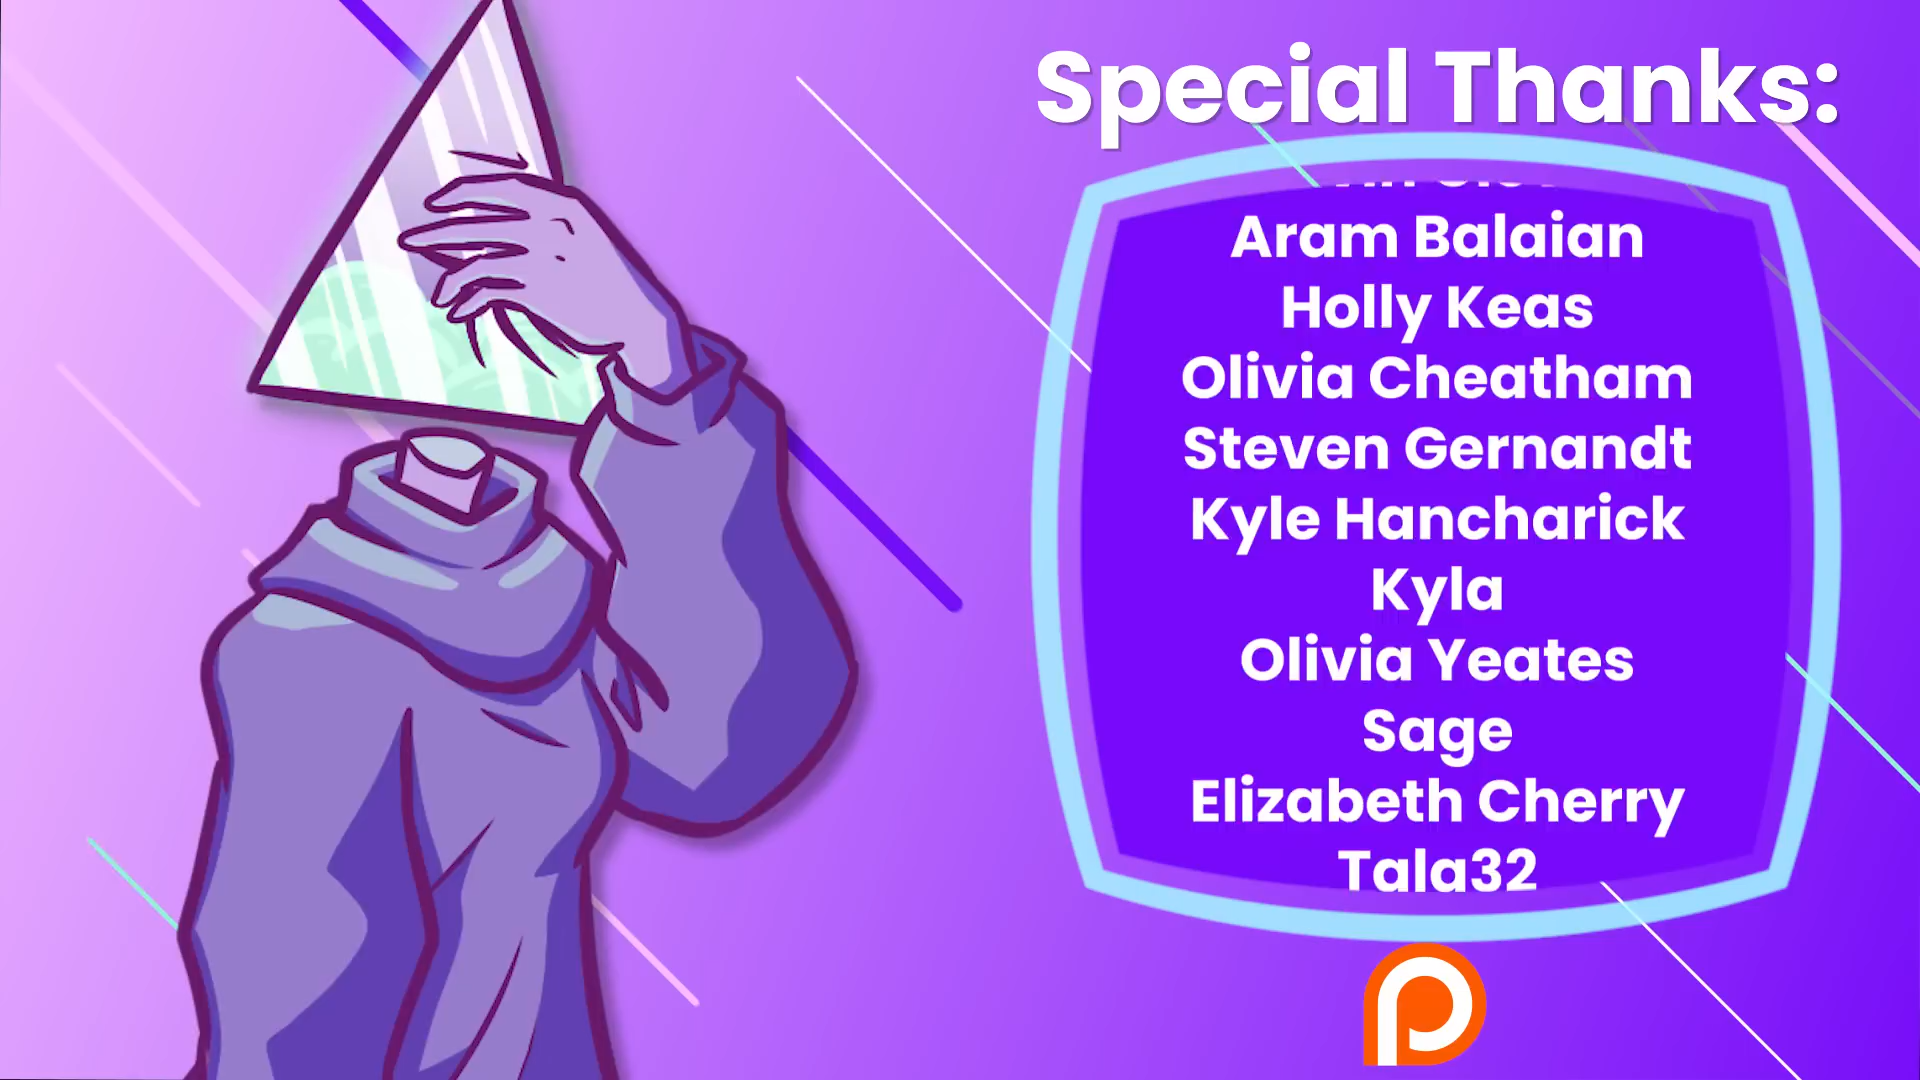 Special Thanks:
Aram Balaian
Holly Keas
Olivia Cheatham
Steven Gernandt
Kyle Hancharick
Kyla
Olivia Yeates
Sage
Elizabeth Cherry
Tala32